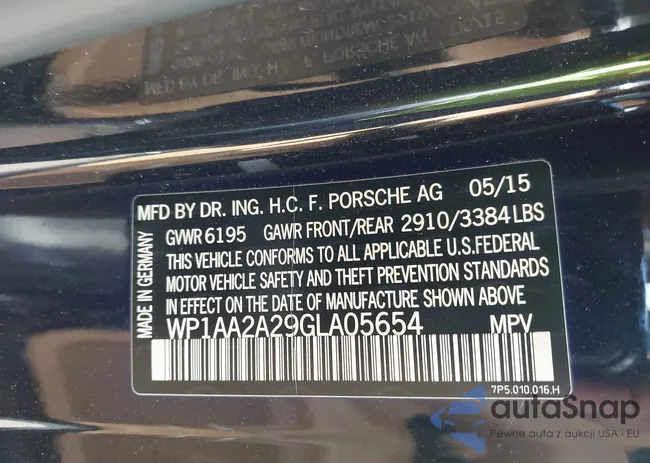 MFD BY DR. ING. H.C. F. PORSCHE AG 05/15
GVWR 6195 GAWR FRONT/REAR 2910/3384 LBS
THIS VEHICLE CONFORMS TO ALL APPLICABLE U.S. FEDERAL
MOTOR VEHICLE SAFETY AND THEFT PREVENTION STANDARDS
IN EFFECT ON THE DATE OF MANUFACTURE SHOWN ABOVE
WP1AA2A29GLA05654 MPV
7P5.010.016.H
MADE IN GERMANY
autaSnap
Pewne auta z aukcji USA i EU